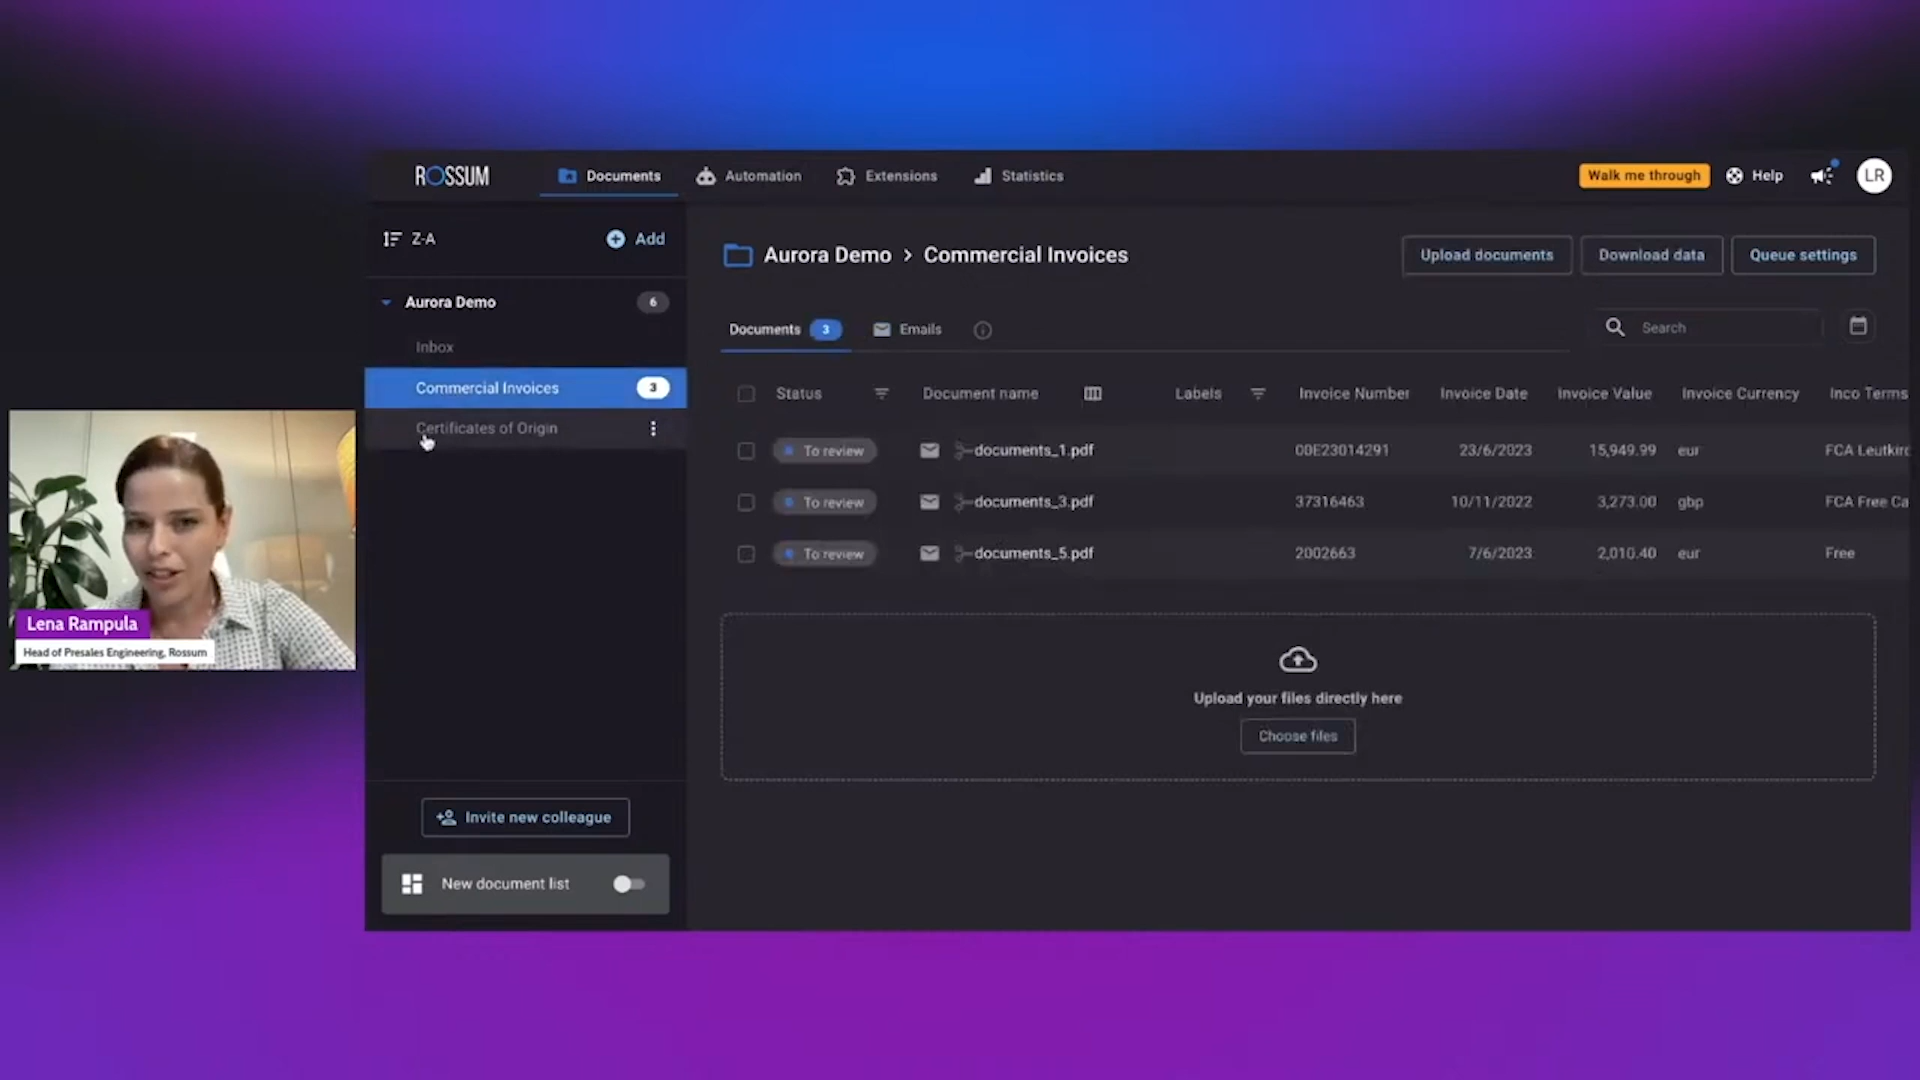 ROSSUM Documents Automation Extensions Statistics Walk me through Help LR
Z-A Add
Aurora Demo 6
Inbox
Commercial Invoices 3
Certificates of Origin
Invite new colleague
New document list
Aurora Demo > Commercial Invoices Upload documents Download data Queue settings
Documents 3 Emails Search
Status Document name Labels Invoice Number Invoice Date Invoice Value Invoice Currency Inco Terms
To review documents_1.pdf 00E23014291 23/6/2023 15,949.99 eur FCA
To review documents_3.pdf 37316463 10/11/2022 3,273.00 gbp FCA Free
To review documents_5.pdf 2002663 7/6/2023 2,010.40 eur Free
Upload your files directly here
Choose files
Lena Rampula
Head of Presales Engineering, Rossum